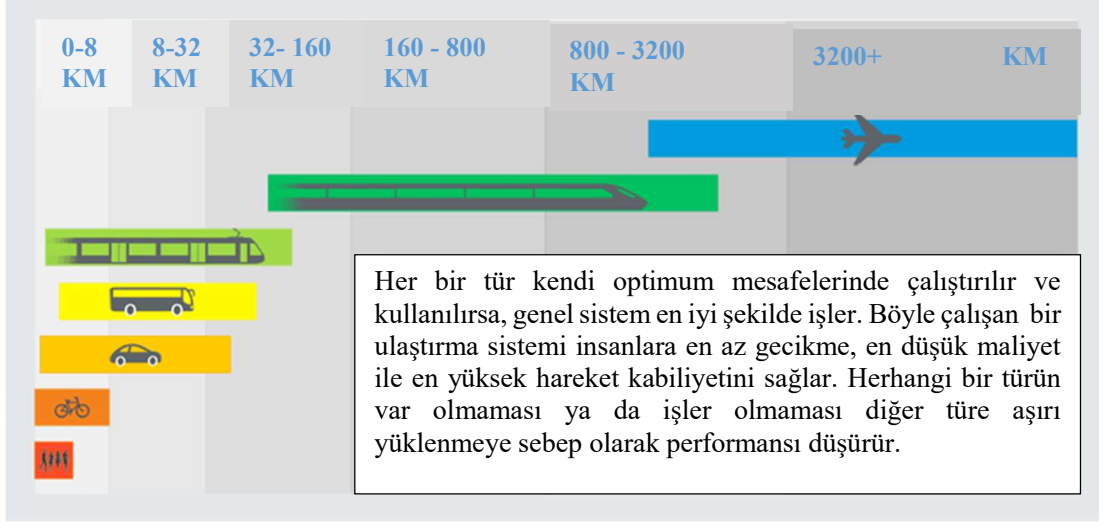 0-8 8-32 32- 160 160 - 800 800 - 3200 3200+ KM
KM KM KM KM KM
Her bir tür kendi optimum mesafelerinde çalıştırılır ve
kullanılırsa, genel sistem en iyi şekilde işler. Böyle çalışan bir
ulaştırma sistemi insanlara en az gecikme, en düşük maliyet
ile en yüksek hareket kabiliyetini sağlar. Herhangi bir türün
var olmaması ya da işler olmaması diğer türe aşırı
yüklenmeye sebep olarak performansı düşürür.